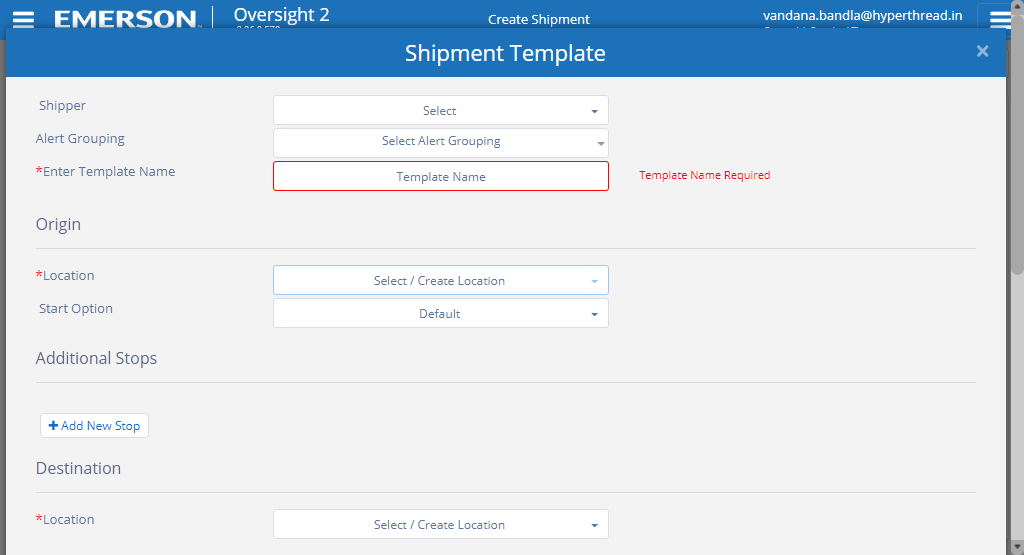 EMERSON
Oversight 2
Create Shipment
vandana.bandla@hyperthread.in
Shipment Template
×
Shipper
Select
Alert Grouping
Select Alert Grouping
*Enter Template Name
Template Name
Template Name Required
Origin
*Location
Select / Create Location
Start Option
Default
Additional Stops
+ Add New Stop
Destination
*Location
Select / Create Location